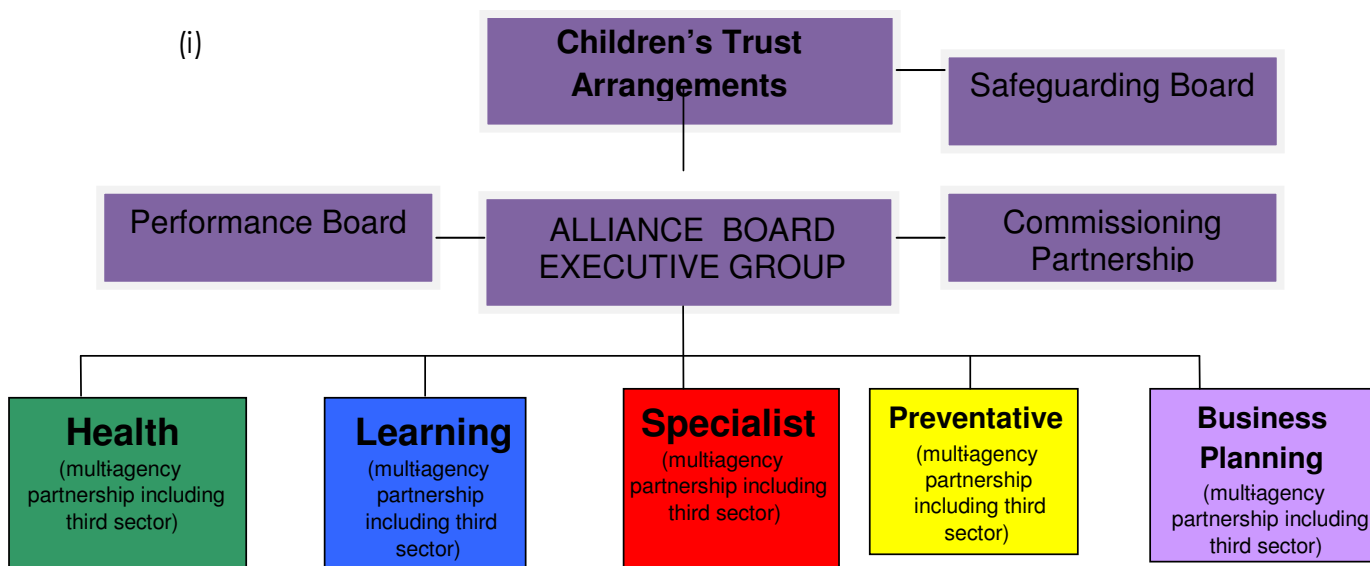 (i)
Children’s Trust
Arrangements
Safeguarding Board
Performance Board
ALLIANCE BOARD
EXECUTIVE GROUP
Commissioning
Partnership
Health
(multi-agency
partnership including
third sector)
Learning
(multi-agency
partnership
including third
sector)
Specialist
(multi-agency
partnership including
third sector)
Preventative
(multi-agency
partnership
including third
sector)
Business
Planning
(multi-agency
partnership including
third sector)